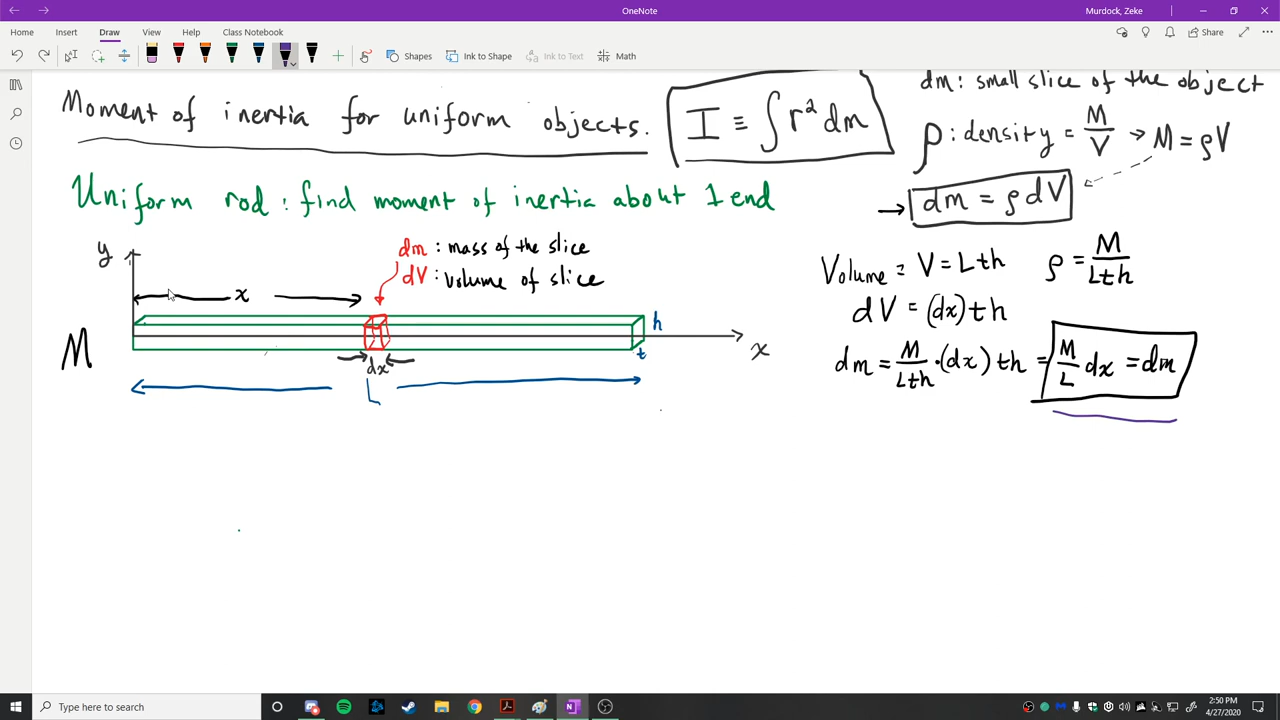 OneNote
Murdock, Zeke
Home Insert Draw View Help Class Notebook
Share
Shapes Ink to Shape Ink to Text Math
dm: small slice of the object
Moment of inertia for uniform objects. I ≡ ∫ r² dm
ρ : density = M/V → M = ρV
→ dm = ρ dV
Uniform rod : find moment of inertia about 1 end
y
dm : mass of the slice
dV : volume of slice
x
h
t
M
x
dx
L
Volume = V = Lth ρ = M/Lth
dV = (dx)th
dm = M/Lth · (dx) th = M/L dx = dm
Type here to search
2:50 PM
4/27/2020